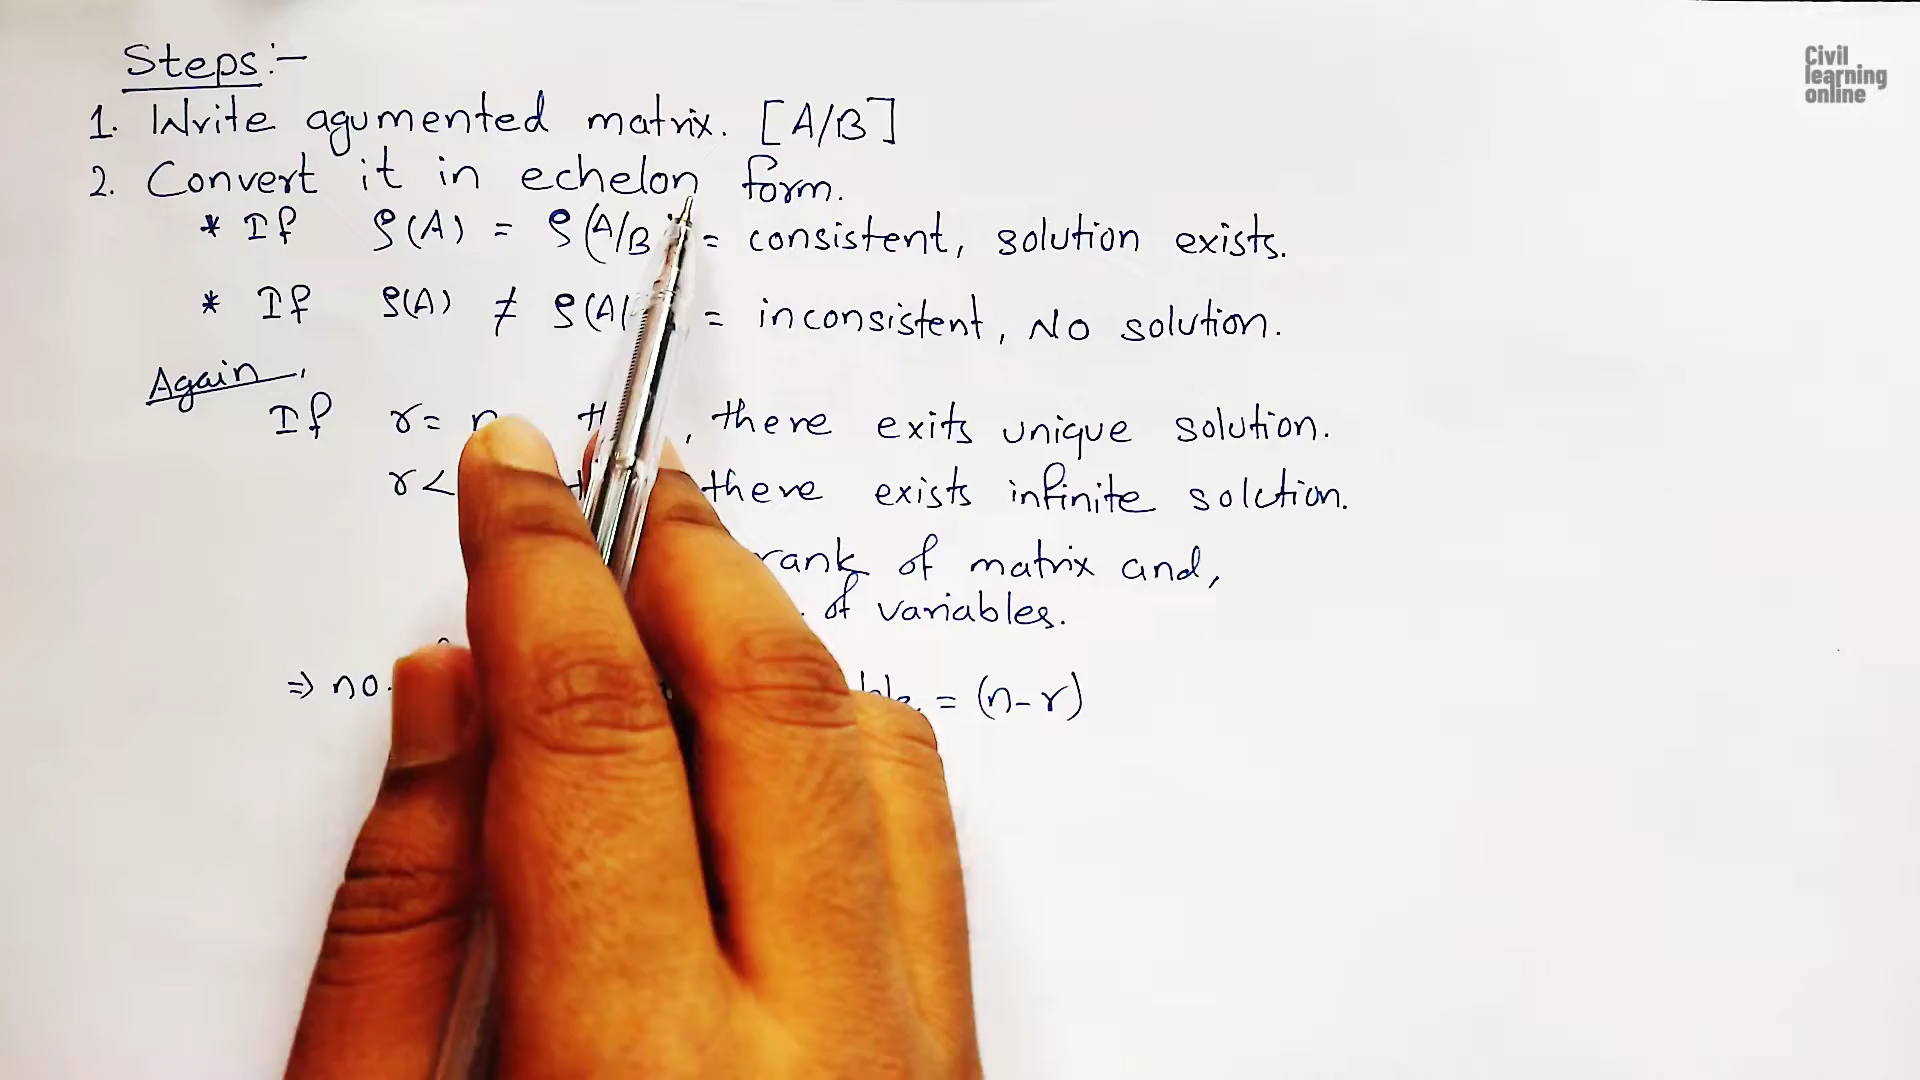 Steps:-
1. Write agumented matrix. [A/B]
2. Convert it in echelon form.
* If ρ(A) = ρ(A/B = consistent, solution exists.
* If ρ(A) ≠ ρ(A/ = inconsistent, No solution.
Again,
If r = n , there exits unique solution.
r < there exists infinite solution.
rank of matrix and,
of variables.
⇒ no. = (n-r)
Civil
learning
online